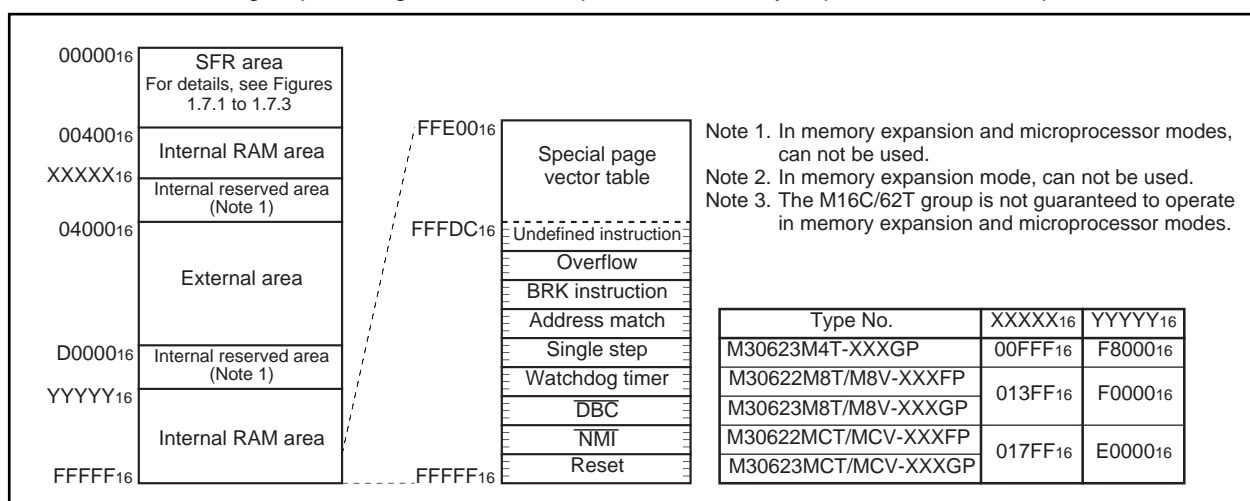 0000016
SFR area
For details, see Figures
1.7.1 to 1.7.3
0040016
Internal RAM area
XXXXX16
Internal reserved area
(Note 1)
0400016
External area
D000016
Internal reserved area
(Note 1)
YYYYY16
Internal RAM area
FFFFF16
FFE0016
Special page
vector table
FFFDC16
Undefined instruction
Overflow
BRK instruction
Address match
Single step
Watchdog timer
DBC
NMI
Reset
FFFFF16
Note 1. In memory expansion and microprocessor modes,
can not be used.
Note 2. In memory expansion mode, can not be used.
Note 3. The M16C/62T group is not guaranteed to operate
in memory expansion and microprocessor modes.
Type No. XXXXX16 YYYYY16
M30623M4T-XXXGP 00FFF16 F800016
M30622M8T/M8V-XXXFP
013FF16 F000016
M30623M8T/M8V-XXXGP
M30622MCT/MCV-XXXFP
017FF16 E000016
M30623MCT/MCV-XXXGP